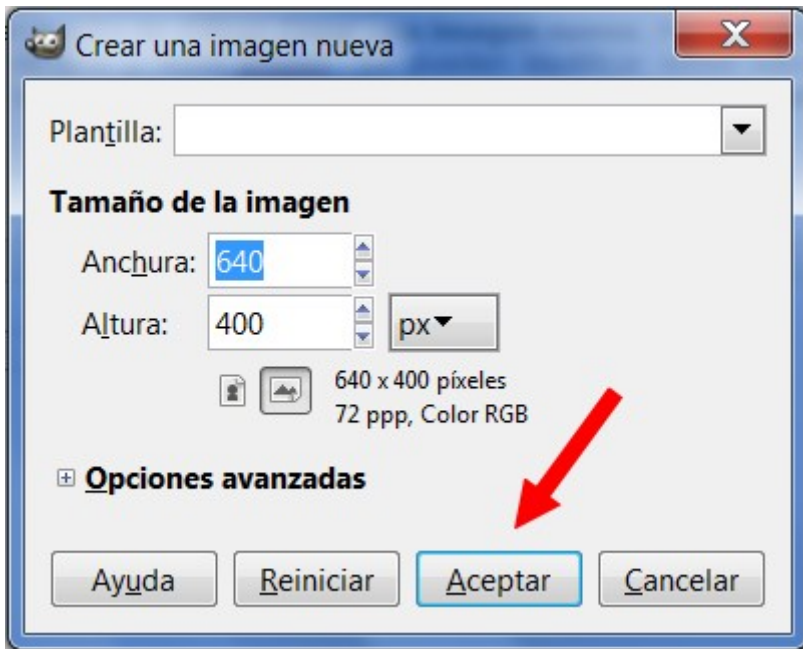 Crear una imagen nueva
Plantilla:
Tamaño de la imagen
Anchura: 640
Altura: 400 px
640 x 400 píxeles
72 ppp, Color RGB
Opciones avanzadas
Ayuda Reiniciar Aceptar Cancelar